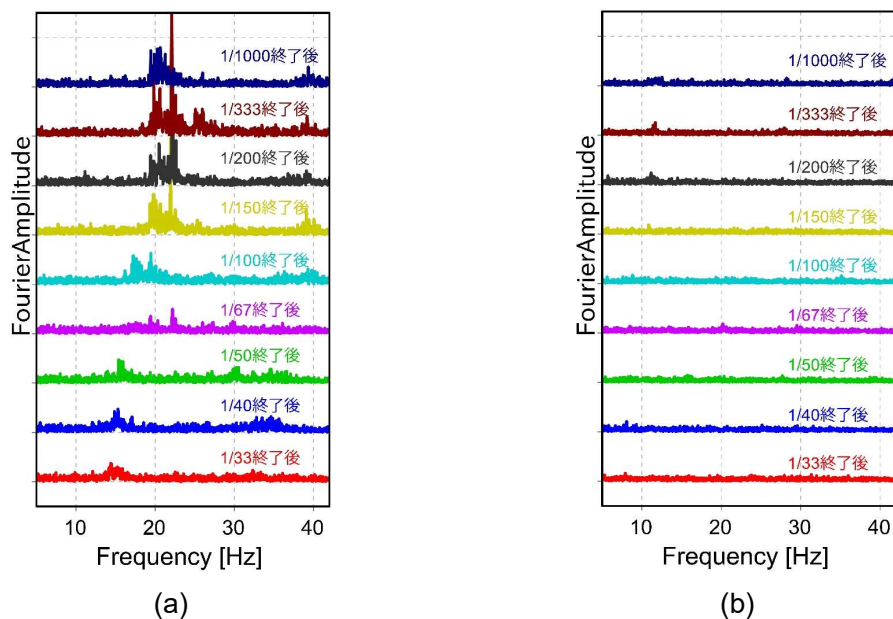 FourierAmplitude
1/1000終了後
1/333終了後
1/200終了後
1/150終了後
1/100終了後
1/67終了後
1/50終了後
1/40終了後
1/33終了後
10 20 30 40
Frequency [Hz]
(a)
FourierAmplitude
1/1000終了後
1/333終了後
1/200終了後
1/150終了後
1/100終了後
1/67終了後
1/50終了後
1/40終了後
1/33終了後
10 20 30 40
Frequency [Hz]
(b)